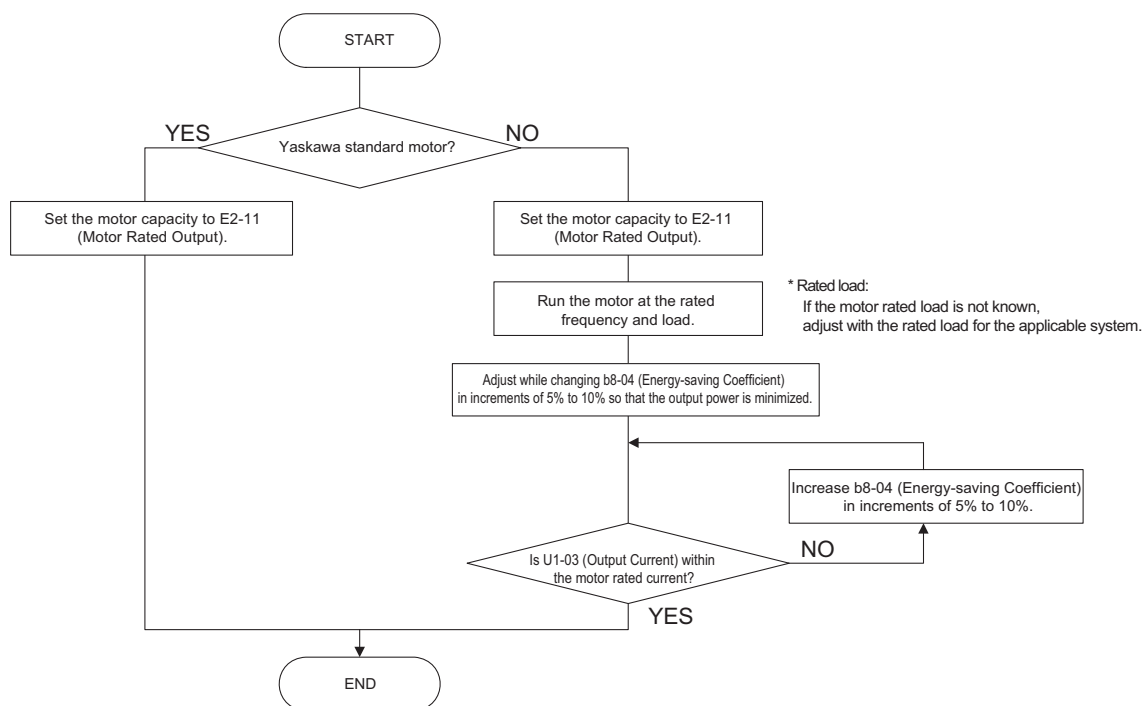 START
YES
NO
Yaskawa standard motor?
Set the motor capacity to E2-11
(Motor Rated Output).
Set the motor capacity to E2-11
(Motor Rated Output).
Run the motor at the rated
frequency and load.
* Rated load:
If the motor rated load is not known,
adjust with the rated load for the applicable system.
Adjust while changing b8-04 (Energy-saving Coefficient)
in increments of 5% to 10% so that the output power is minimized.
Increase b8-04 (Energy-saving Coefficient)
in increments of 5% to 10%.
Is U1-03 (Output Current) within
the motor rated current?
NO
YES
END